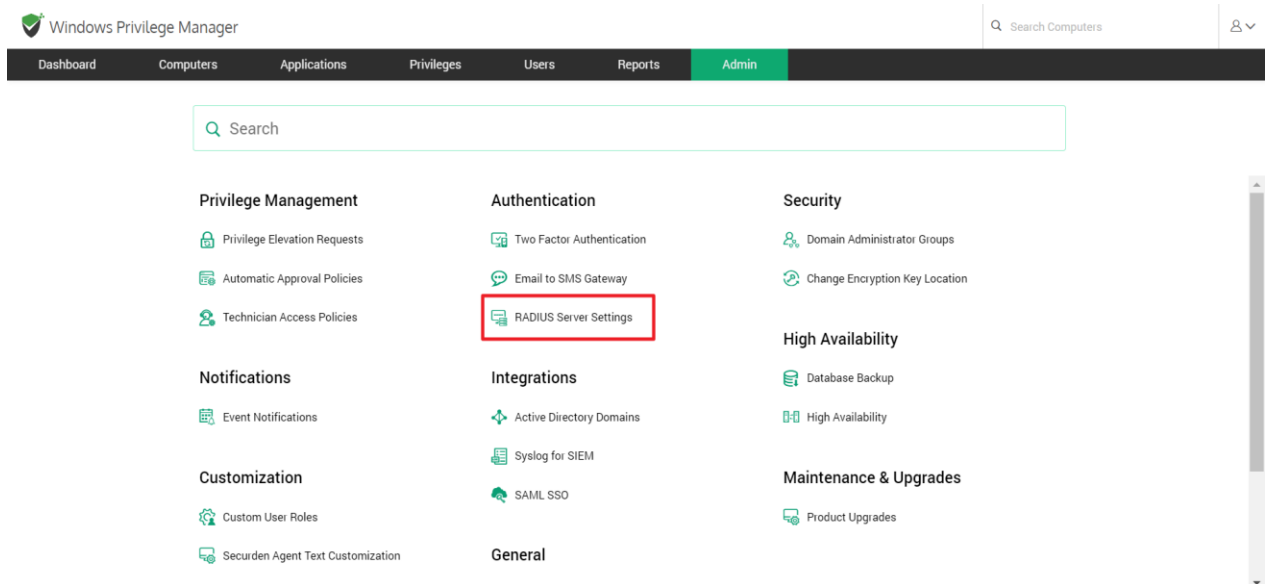 Windows Privilege Manager
Search Computers
Dashboard Computers Applications Privileges Users Reports Admin
Search
Privilege Management
Privilege Elevation Requests
Automatic Approval Policies
Technician Access Policies
Notifications
Event Notifications
Customization
Custom User Roles
Securden Agent Text Customization
Authentication
Two Factor Authentication
Email to SMS Gateway
RADIUS Server Settings
Integrations
Active Directory Domains
Syslog for SIEM
SAML SSO
General
Security
Domain Administrator Groups
Change Encryption Key Location
High Availability
Database Backup
High Availability
Maintenance & Upgrades
Product Upgrades